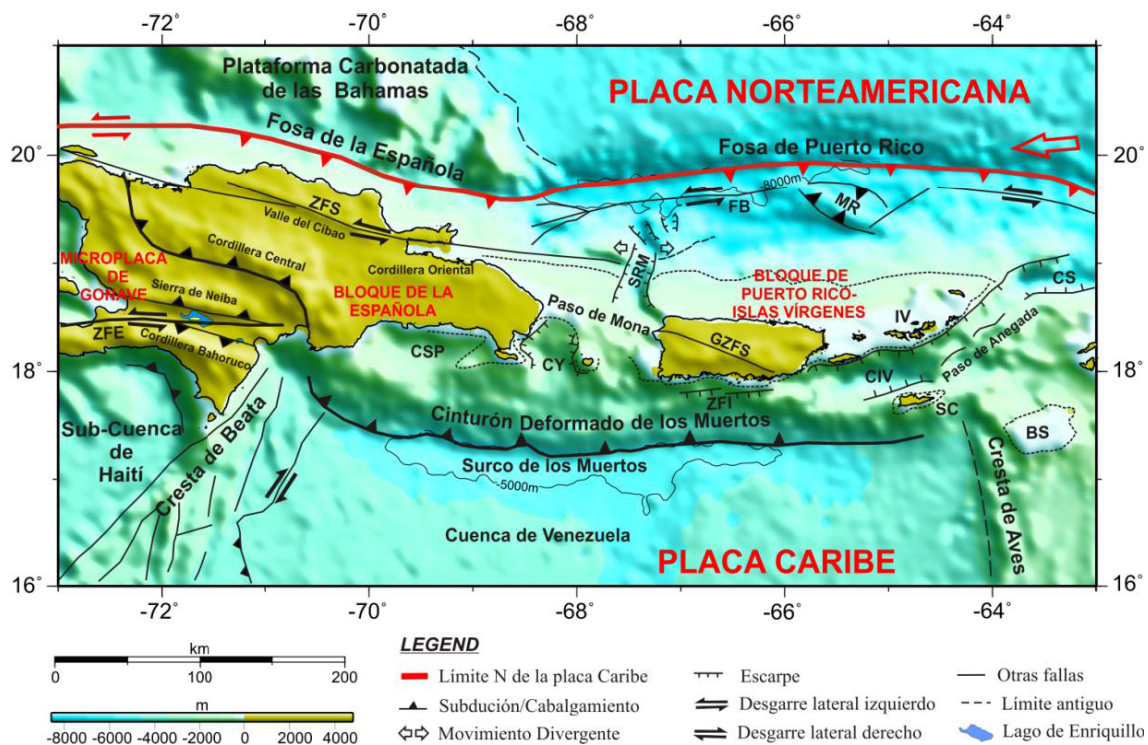 -72° -70° -68° -66° -64°
Plataforma Carbonatada
de las Bahamas
PLACA NORTEAMERICANA
Fosa de la Española
Fosa de Puerto Rico
20° 20°
-8000m
FB
MR
ZFS
Valle del Cibao
Cordillera Central
Cordillera Oriental
SRM
MICROPLACA
DE
GONAVE
Sierra de Neiba
BLOQUE DE LA
ESPAÑOLA
Paso de Mona
BLOQUE DE
PUERTO RICO-
ISLAS VÍRGENES
CS
IV
ZFE
Cordillera Bahoruco
CSP
CY
GZFS
Paso de Anegada
18° 18°
CIV
ZFI
SC
BS
Sub-Cuenca
de
Haití
Cresta de Beata
Cinturón Deformado de los Muertos
Surco de los Muertos
-5000m
Cresta de Aves
Cuenca de Venezuela
PLACA CARIBE
16° 16°
-72° -70° -68° -66° -64°
km
0 100 200
m
-8000 -6000 -4000 -2000 0 2000 4000
LEGEND
Límite N de la placa Caribe
Subdución/Cabalgamiento
Movimiento Divergente
Escarpe
Desgarre lateral izquierdo
Desgarre lateral derecho
Otras fallas
Límite antiguo
Lago de Enriquillo